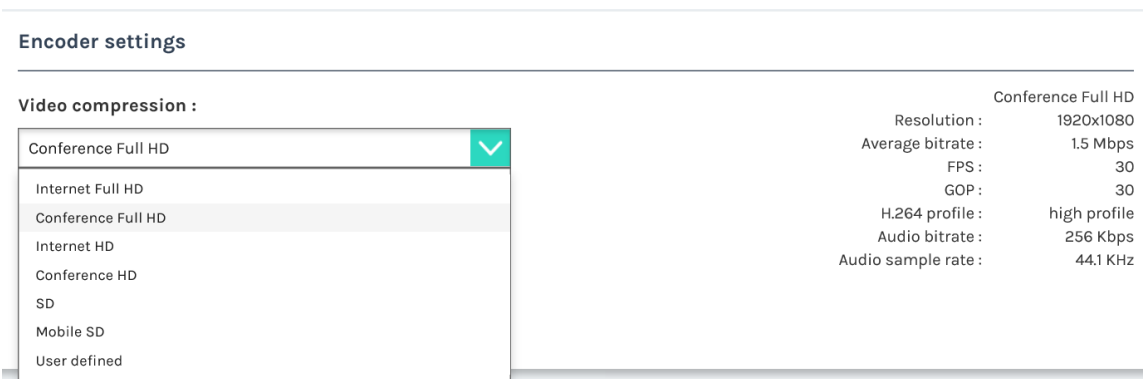 Encoder settings
Video compression :
Conference Full HD
Internet Full HD
Conference Full HD
Internet HD
Conference HD
SD
Mobile SD
User defined
Conference Full HD
Resolution : 1920x1080
Average bitrate : 1.5 Mbps
FPS : 30
GOP : 30
H.264 profile : high profile
Audio bitrate : 256 Kbps
Audio sample rate : 44.1 KHz